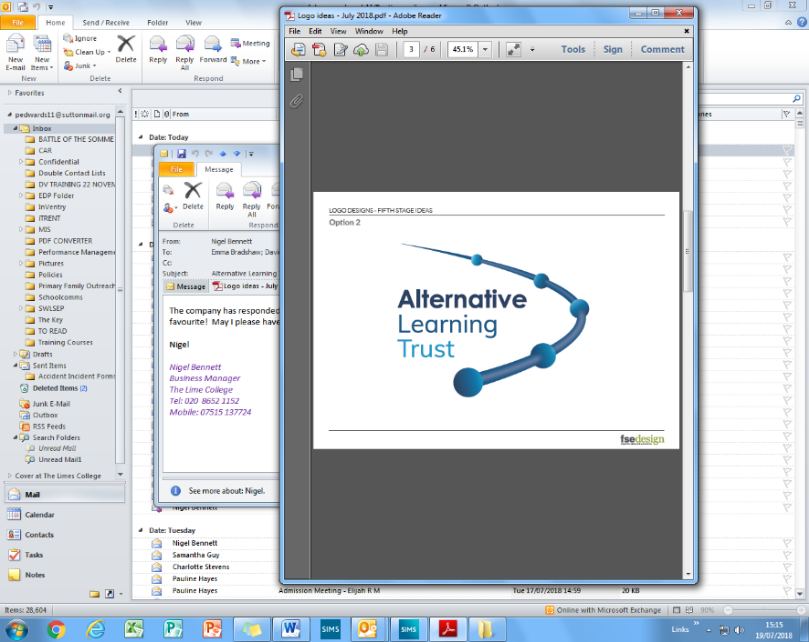 File
Home
Send / Receive
Folder
View
New
E-mail
New
Items
New
Ignore
Clean Up
Junk
Delete
Delete
Reply
Reply
All
Forward
Meeting
More
Respond
Favorites
pedwards11@suttonmail.org
Inbox
BATTLE OF THE SOMME
CAR
Confidential
Double Contact Lists
DV TRAINING 22 NOVEM
EDP Folder
InVentry
iTRENT
MIS
PDF CONVERTER
Performance Manageme
Pictures
Policies
Primary Family Outreach
Schoolcomms
SWLSEP
The Key
TO READ
Training Courses
Drafts
Sent Items
Accident Incident Forms
Deleted Items (2)
Junk E-Mail
Outbox
RSS Feeds
Search Folders
Unread Mail
Unread Mail1
Cover at The Limes College
Mail
Calendar
Contacts
Tasks
Notes
Items: 28,604
From
Date: Today
File
Message
Delete
Delete
Reply
Reply
All
Respond
From: Nigel Bennett
To: Emma Bradshaw; Davi
Cc:
Subject: Alternative Learning
Message Logo ideas - July
The company has responded
favourite! May I please have
Nigel
Nigel Bennett
Business Manager
The Lime College
Tel: 020 8652 1152
Mobile: 07515 137724
See more about: Nigel.
Nigel Bennett
Date: Tuesday
Nigel Bennett
Samantha Guy
Charlotte Stevens
Pauline Hayes
Pauline Hayes Admission Meeting - Elijah R M Tue 17/07/2018 14:59 20 KB
Logo ideas - July 2018.pdf - Adobe Reader
File Edit View Window Help
3 / 6 45.1% Tools Sign Comment
LOGO DESIGNS - FIFTH STAGE IDEAS
Option 2
Alternative
Learning
Trust
fsedesign
Online with Microsoft Exchange 90%
SIMS
SIMS
Links
15:15
19/07/2018